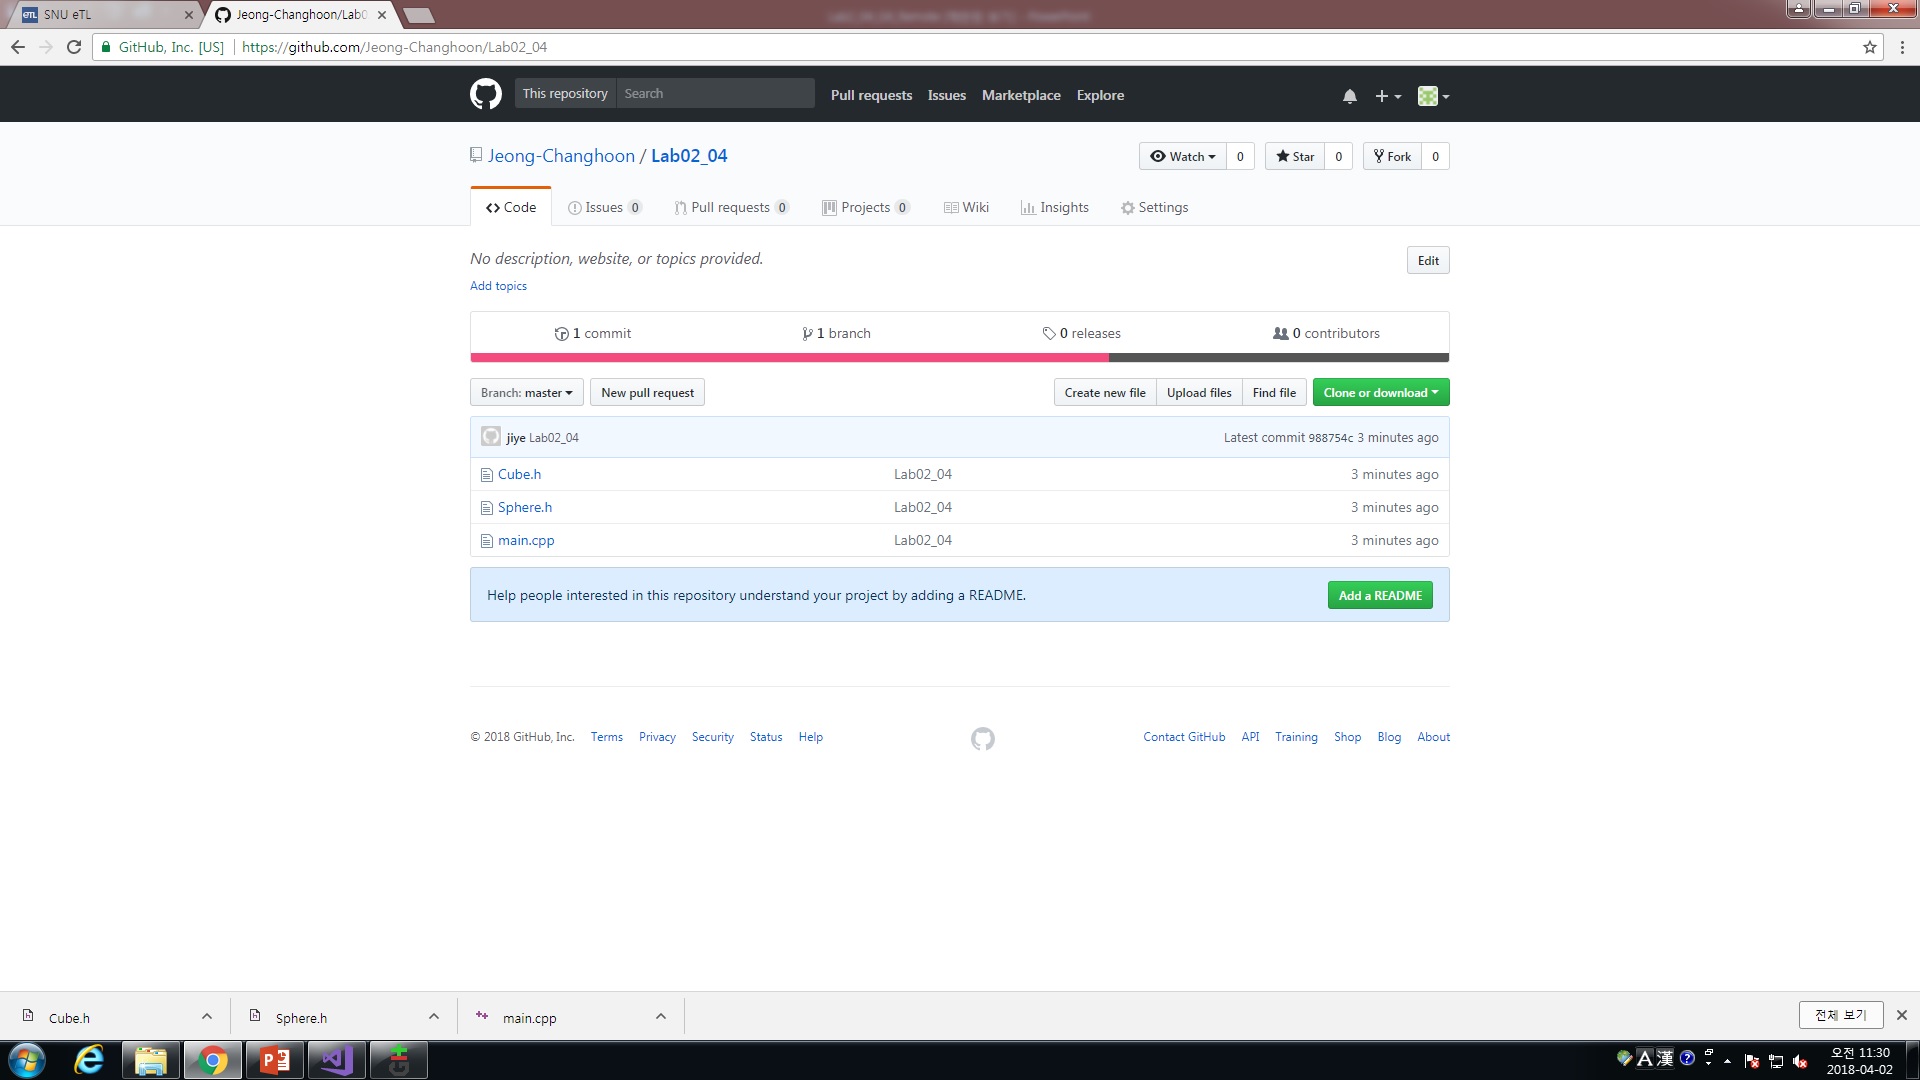 SNU eTL
Jeong-Changhoon/Lab0
GitHub, Inc. [US] https://github.com/Jeong-Changhoon/Lab02_04
This repository Search Pull requests Issues Marketplace Explore
Jeong-Changhoon / Lab02_04
Watch 0 Star 0 Fork 0
Code Issues 0 Pull requests 0 Projects 0 Wiki Insights Settings
No description, website, or topics provided.
Edit
Add topics
1 commit 1 branch 0 releases 0 contributors
Branch: master New pull request Create new file Upload files Find file Clone or download
jiye Lab02_04 Latest commit 988754c 3 minutes ago
Cube.h Lab02_04 3 minutes ago
Sphere.h Lab02_04 3 minutes ago
main.cpp Lab02_04 3 minutes ago
Help people interested in this repository understand your project by adding a README. Add a README
© 2018 GitHub, Inc. Terms Privacy Security Status Help Contact GitHub API Training Shop Blog About
Cube.h Sphere.h main.cpp 전체 보기
A 漢 오전 11:30
2018-04-02